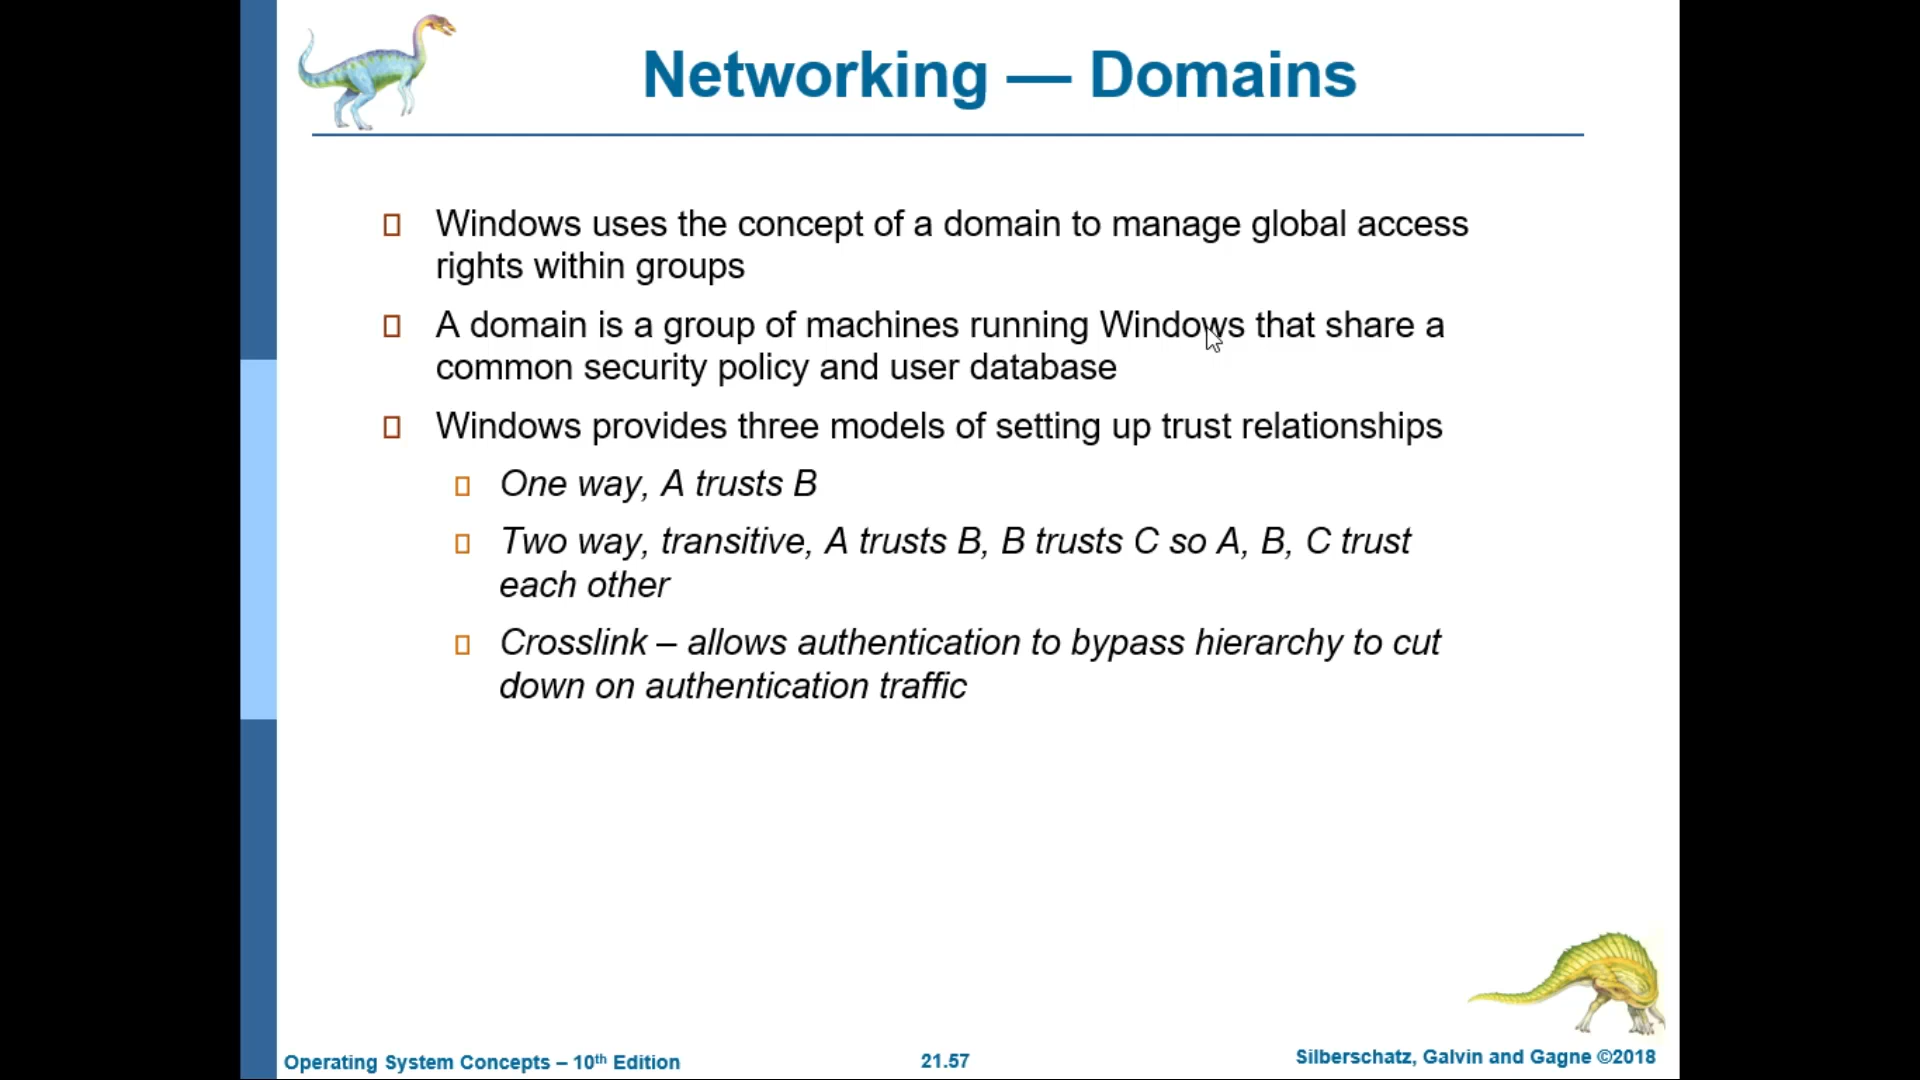 Networking — Domains
Windows uses the concept of a domain to manage global access
rights within groups
A domain is a group of machines running Windows that share a
common security policy and user database
Windows provides three models of setting up trust relationships
One way, A trusts B
Two way, transitive, A trusts B, B trusts C so A, B, C trust
each other
Crosslink – allows authentication to bypass hierarchy to cut
down on authentication traffic
Operating System Concepts – 10th Edition
21.57
Silberschatz, Galvin and Gagne ©2018